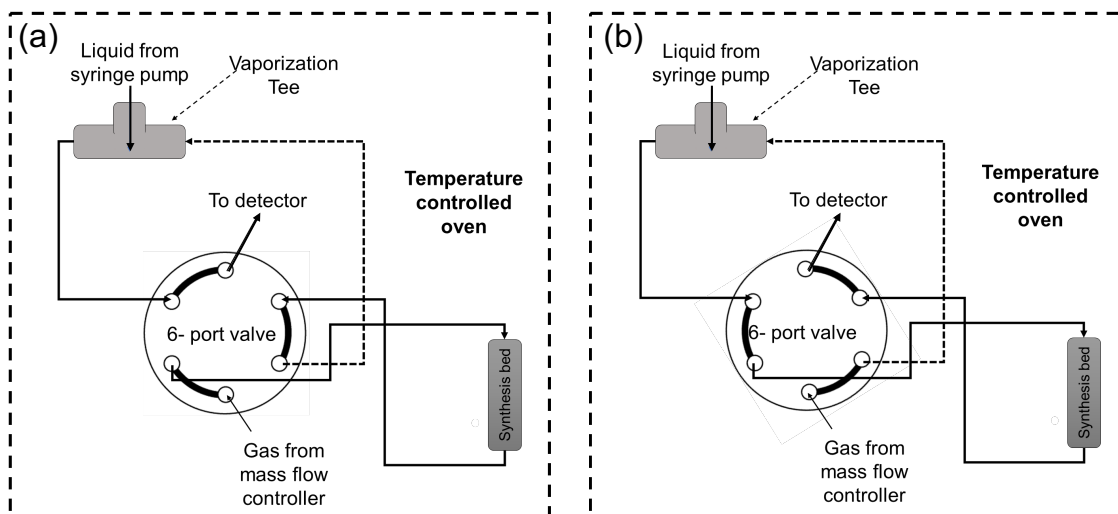 (a)
Liquid from
syringe pump
Vaporization
Tee
Temperature
controlled
oven
To detector
6- port valve
Synthesis bed
Gas from
mass flow
controller
(b)
Liquid from
syringe pump
Vaporization
Tee
Temperature
controlled
oven
To detector
6- port valve
Synthesis bed
Gas from
mass flow
controller